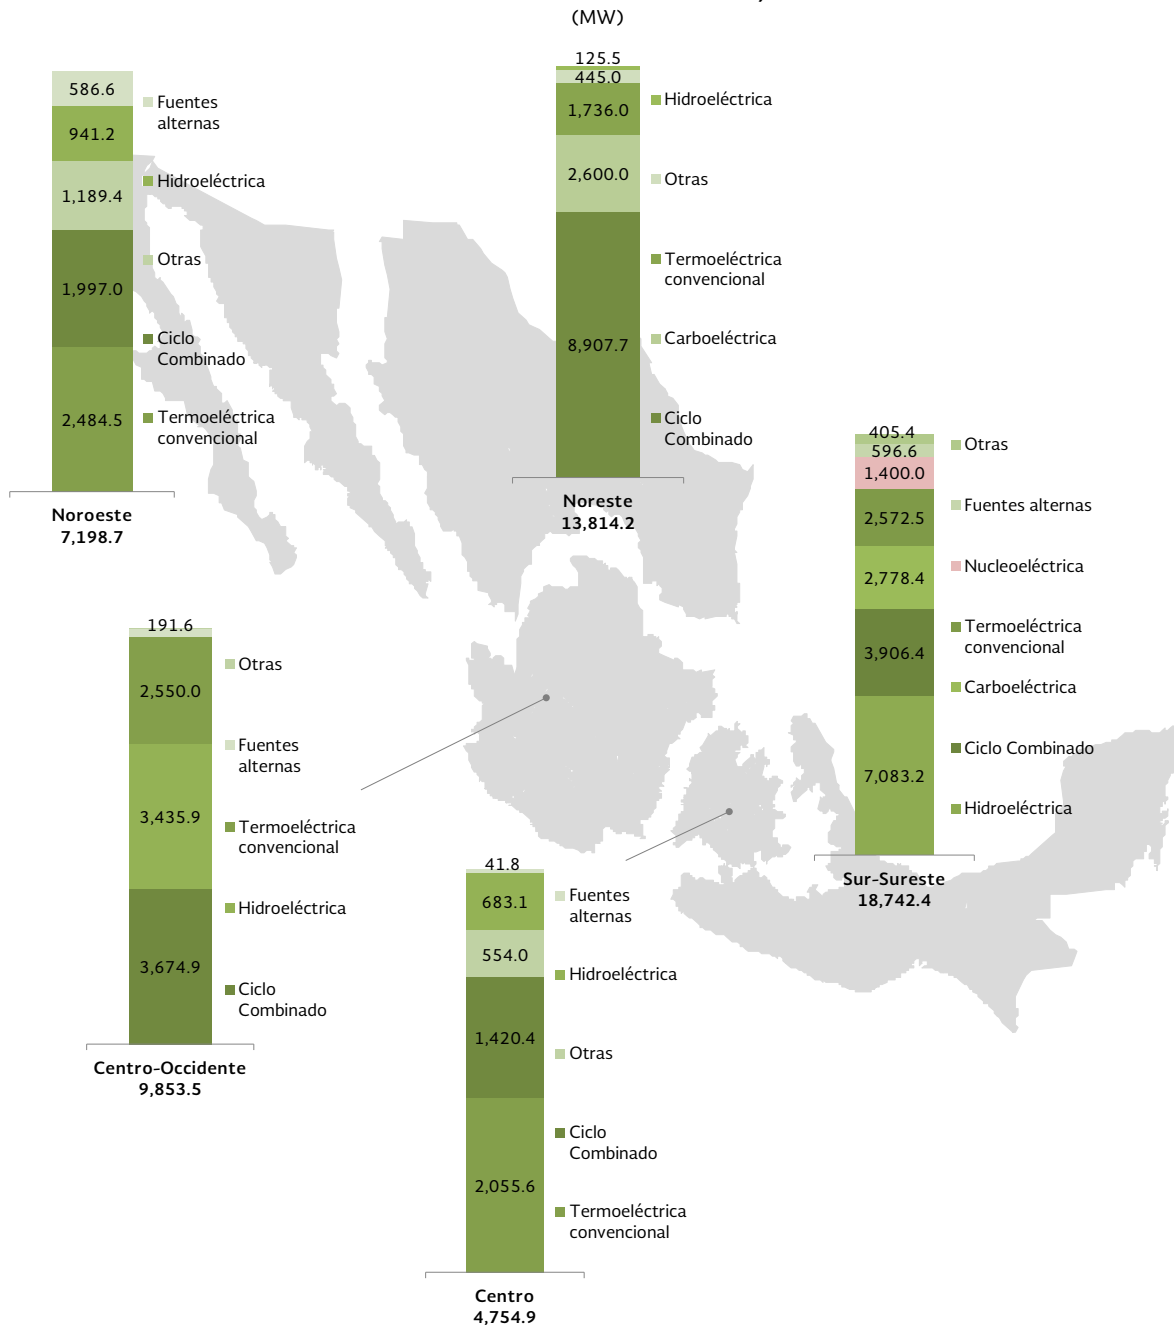 (MW)
586.6
941.2
1,189.4
1,997.0
2,484.5
Fuentes
alternas
Hidroeléctrica
Otras
Ciclo
Combinado
Termoeléctrica
convencional
Noroeste
7,198.7
125.5
445.0
1,736.0
2,600.0
8,907.7
Hidroeléctrica
Otras
Termoeléctrica
convencional
Carboeléctrica
Ciclo
Combinado
Noreste
13,814.2
405.4
596.6
1,400.0
2,572.5
2,778.4
3,906.4
7,083.2
Otras
Fuentes alternas
Nucleoeléctrica
Termoeléctrica
convencional
Carboeléctrica
Ciclo Combinado
Hidroeléctrica
Sur-Sureste
18,742.4
191.6
2,550.0
3,435.9
3,674.9
Otras
Fuentes
alternas
Termoeléctrica
convencional
Hidroeléctrica
Ciclo
Combinado
Centro-Occidente
9,853.5
41.8
683.1
554.0
1,420.4
2,055.6
Fuentes
alternas
Hidroeléctrica
Otras
Ciclo
Combinado
Termoeléctrica
convencional
Centro
4,754.9